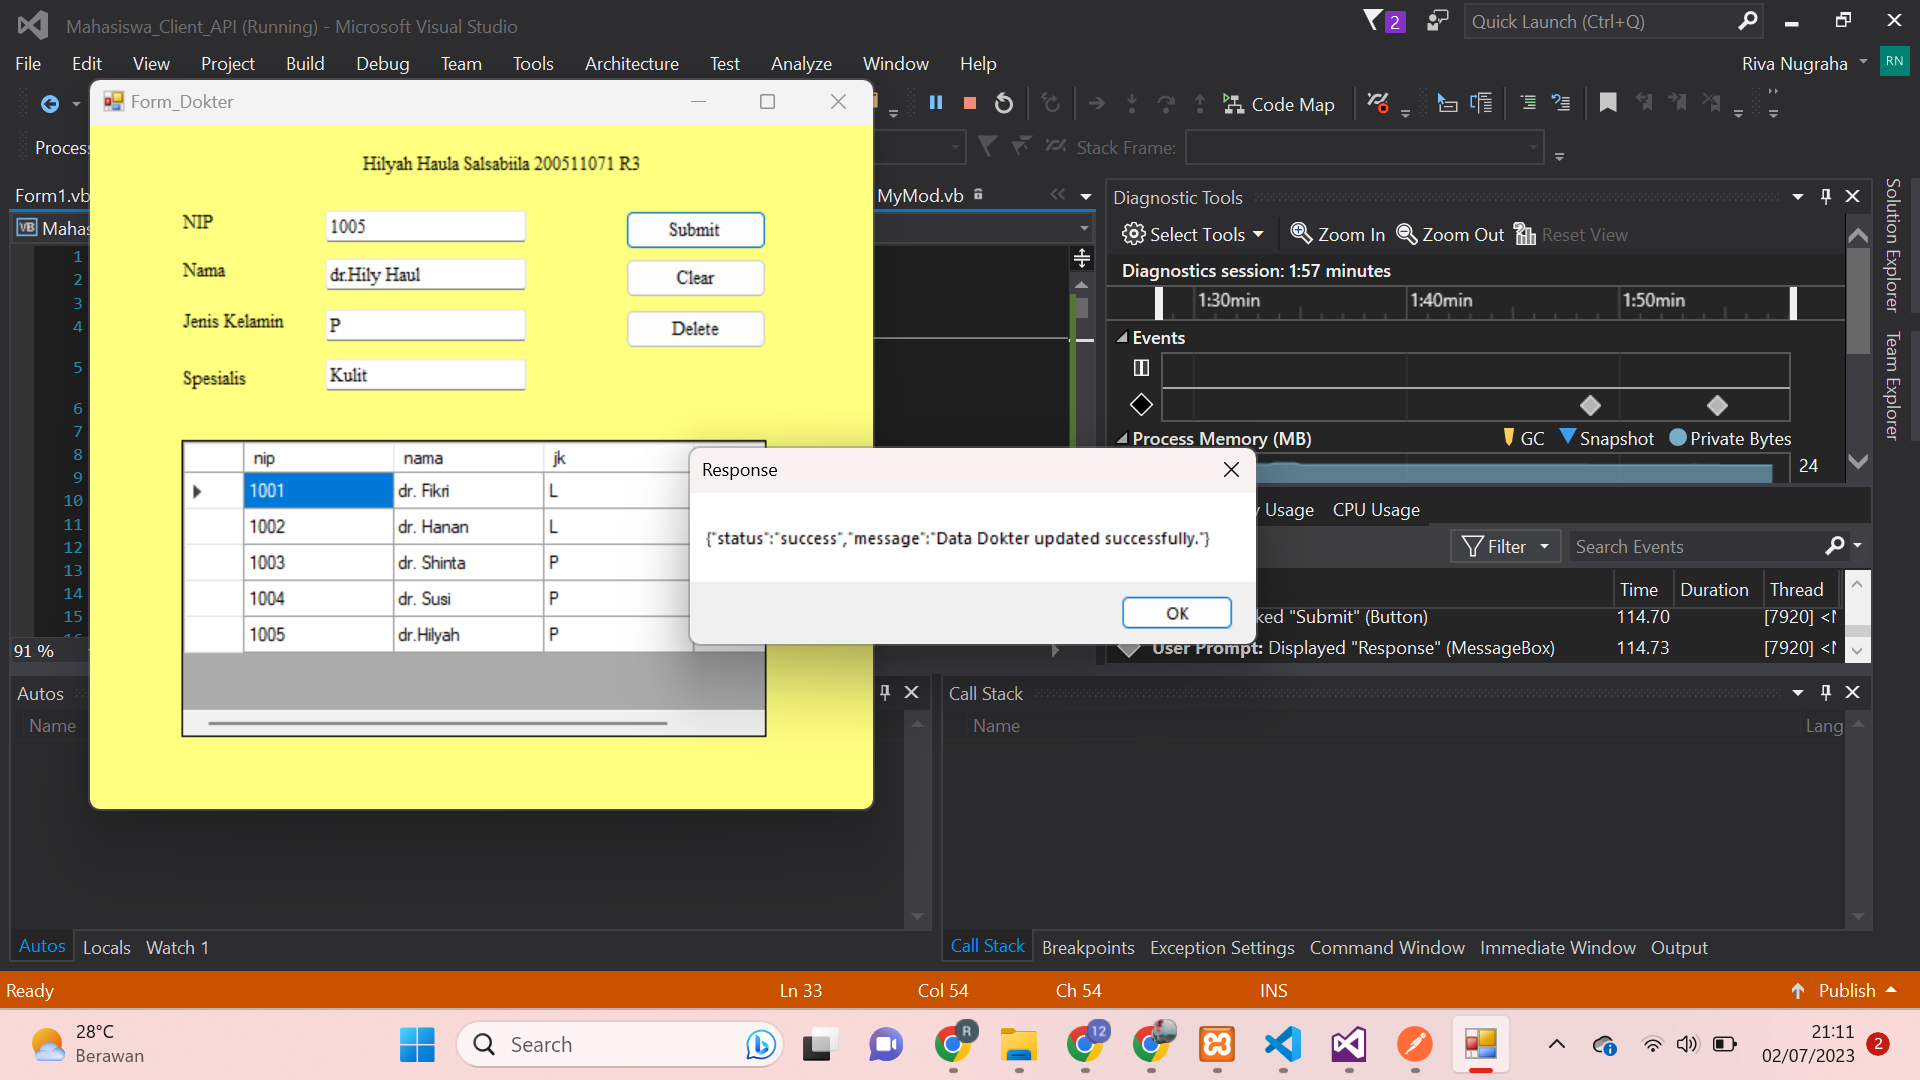 Mahasiswa_Client_API (Running) - Microsoft Visual Studio
2
Quick Launch (Ctrl+Q)
File Edit View Project Build Debug Team Tools Architecture Test Analyze Window Help
Riva Nugraha RN
Form_Dokter
Code Map
Process
Stack Frame:
Hilyah Haula Salsabiila 200511071 R3
Form1.vb
MyMod.vb
VB Mahas
NIP 1005 Submit
Nama dr.Hily Haul Clear
Jenis Kelamin P Delete
Spesialis Kulit
nip nama jk
1001 dr. Fikri L
1002 dr. Hanan L
1003 dr. Shinta P
1004 dr. Susi P
1005 dr.Hilyah P
1
2
3
4
5
6
7
8
9
10
11
12
13
14
15
16
91 %
Response
{"status":"success","message":"Data Dokter updated successfully."}
OK
Diagnostic Tools
Select Tools Zoom In Zoom Out Reset View
Diagnostics session: 1:57 minutes
1:30min 1:40min 1:50min
Events
Process Memory (MB) GC Snapshot Private Bytes
24
Usage CPU Usage
Filter Search Events
Time Duration Thread
ked "Submit" (Button) 114.70 [7920] <
User Prompt: Displayed "Response" (MessageBox) 114.73 [7920] <
Solution Explorer
Team Explorer
Autos
Name
Call Stack
Name Lang
Autos Locals Watch 1
Call Stack Breakpoints Exception Settings Command Window Immediate Window Output
Ready Ln 33 Col 54 Ch 54 INS Publish
28°C
Berawan
Search
R
12
21:11
02/07/2023
2